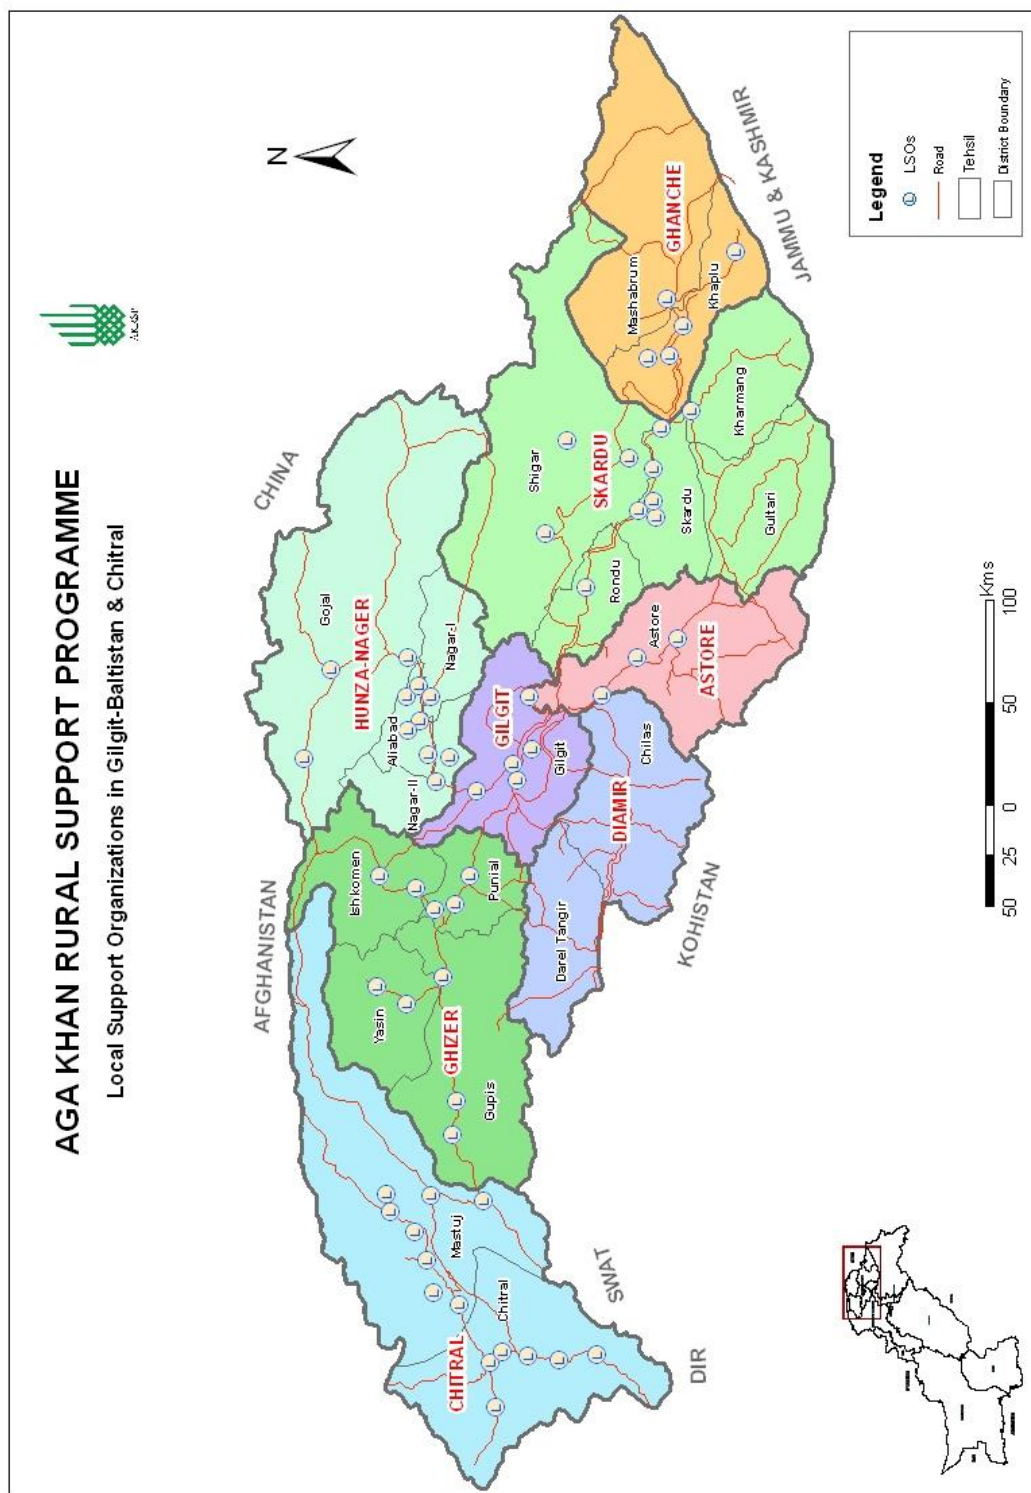 AGA KHAN RURAL SUPPORT PROGRAMME
Local Support Organizations in Gilgit-Baltistan & Chitral
AKRSP
N
AFGHANISTAN
CHINA
JAMMU & KASHMIR
KOHISTAN
SWAT
DIR
CHITRAL
Mastuj
Chitral
GHIZER
Yasin
Ishkomen
Punial
Gupis
HUNZA-NAGER
Gojal
Aliabad
Nagar-I
Nagar-II
GILGIT
Gilgit
DIAMIR
Darel Tangir
Chilas
ASTORE
Astore
SKARDU
Shigar
Rondu
Skardu
Kharmang
Gultari
GHANCHE
Mashabrum
Khaplu
50 25 0 50 100
Kms
Legend
L LSOs
Road
Tehsil
District Boundary